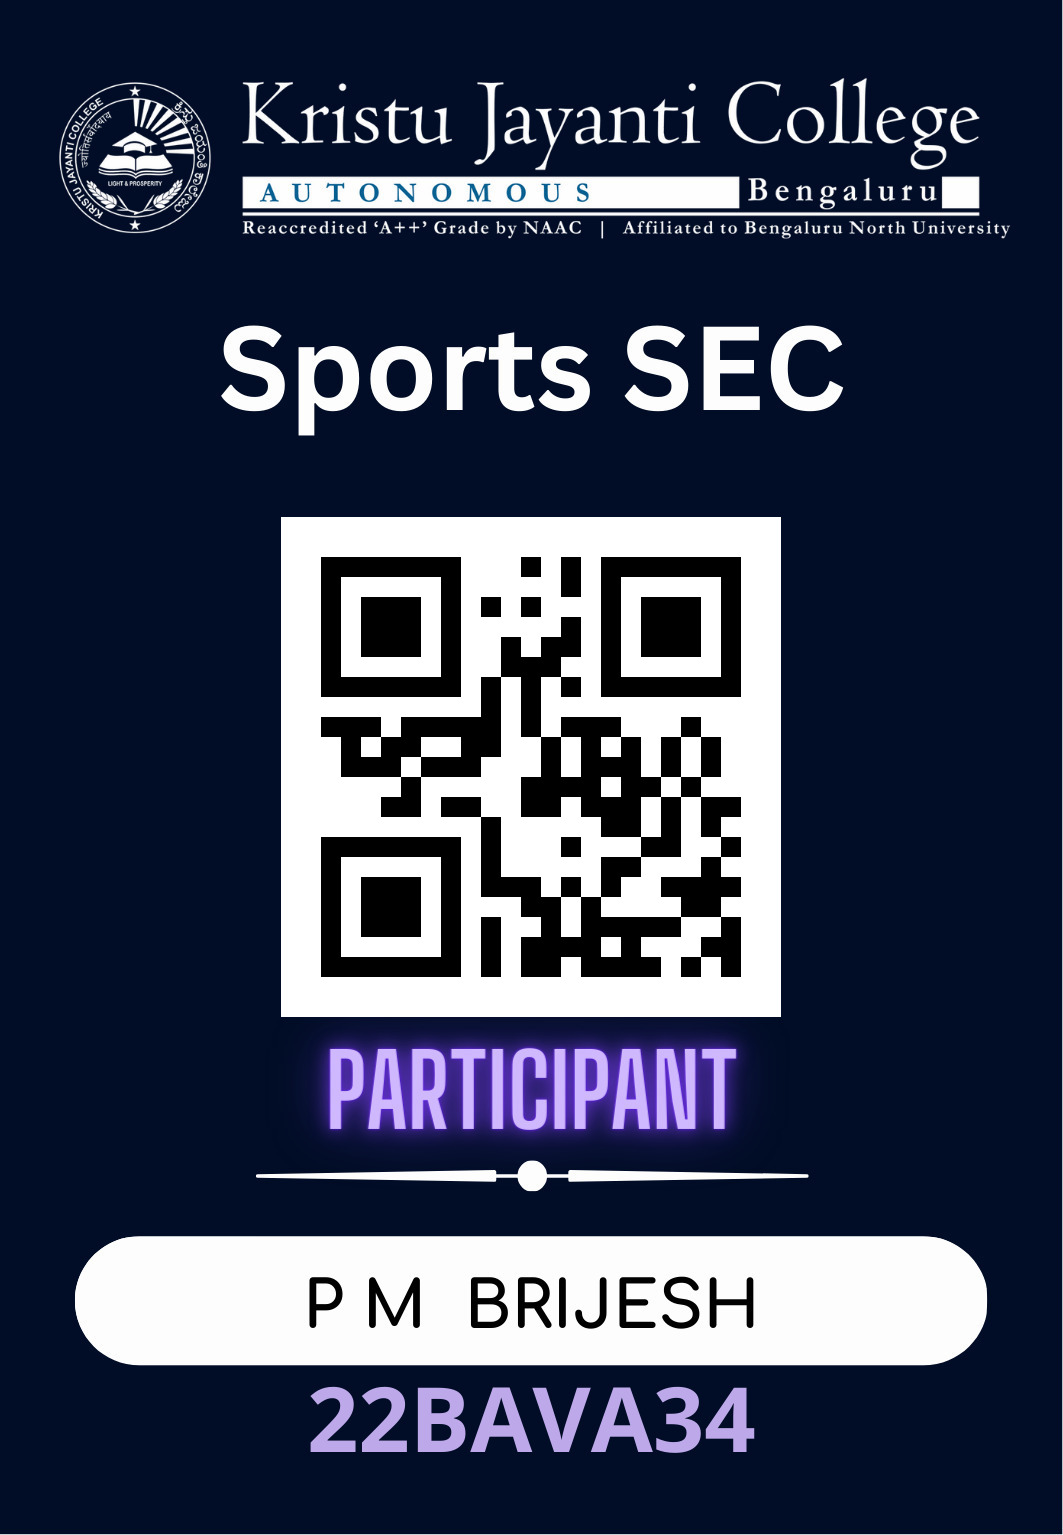 Kristu Jayanti College
AUTONOMOUS Bengaluru
Reaccredited ‘A++’ Grade by NAAC | Affiliated to Bengaluru North University
KRISTU JAYANTI COLLEGE
ಕ್ರಿಸ್ತು ಜಯಂತಿ ಕಾಲೇಜು
LIGHT & PROSPERITY
Sports SEC
PARTICIPANT
P M BRIJESH
22BAVA34